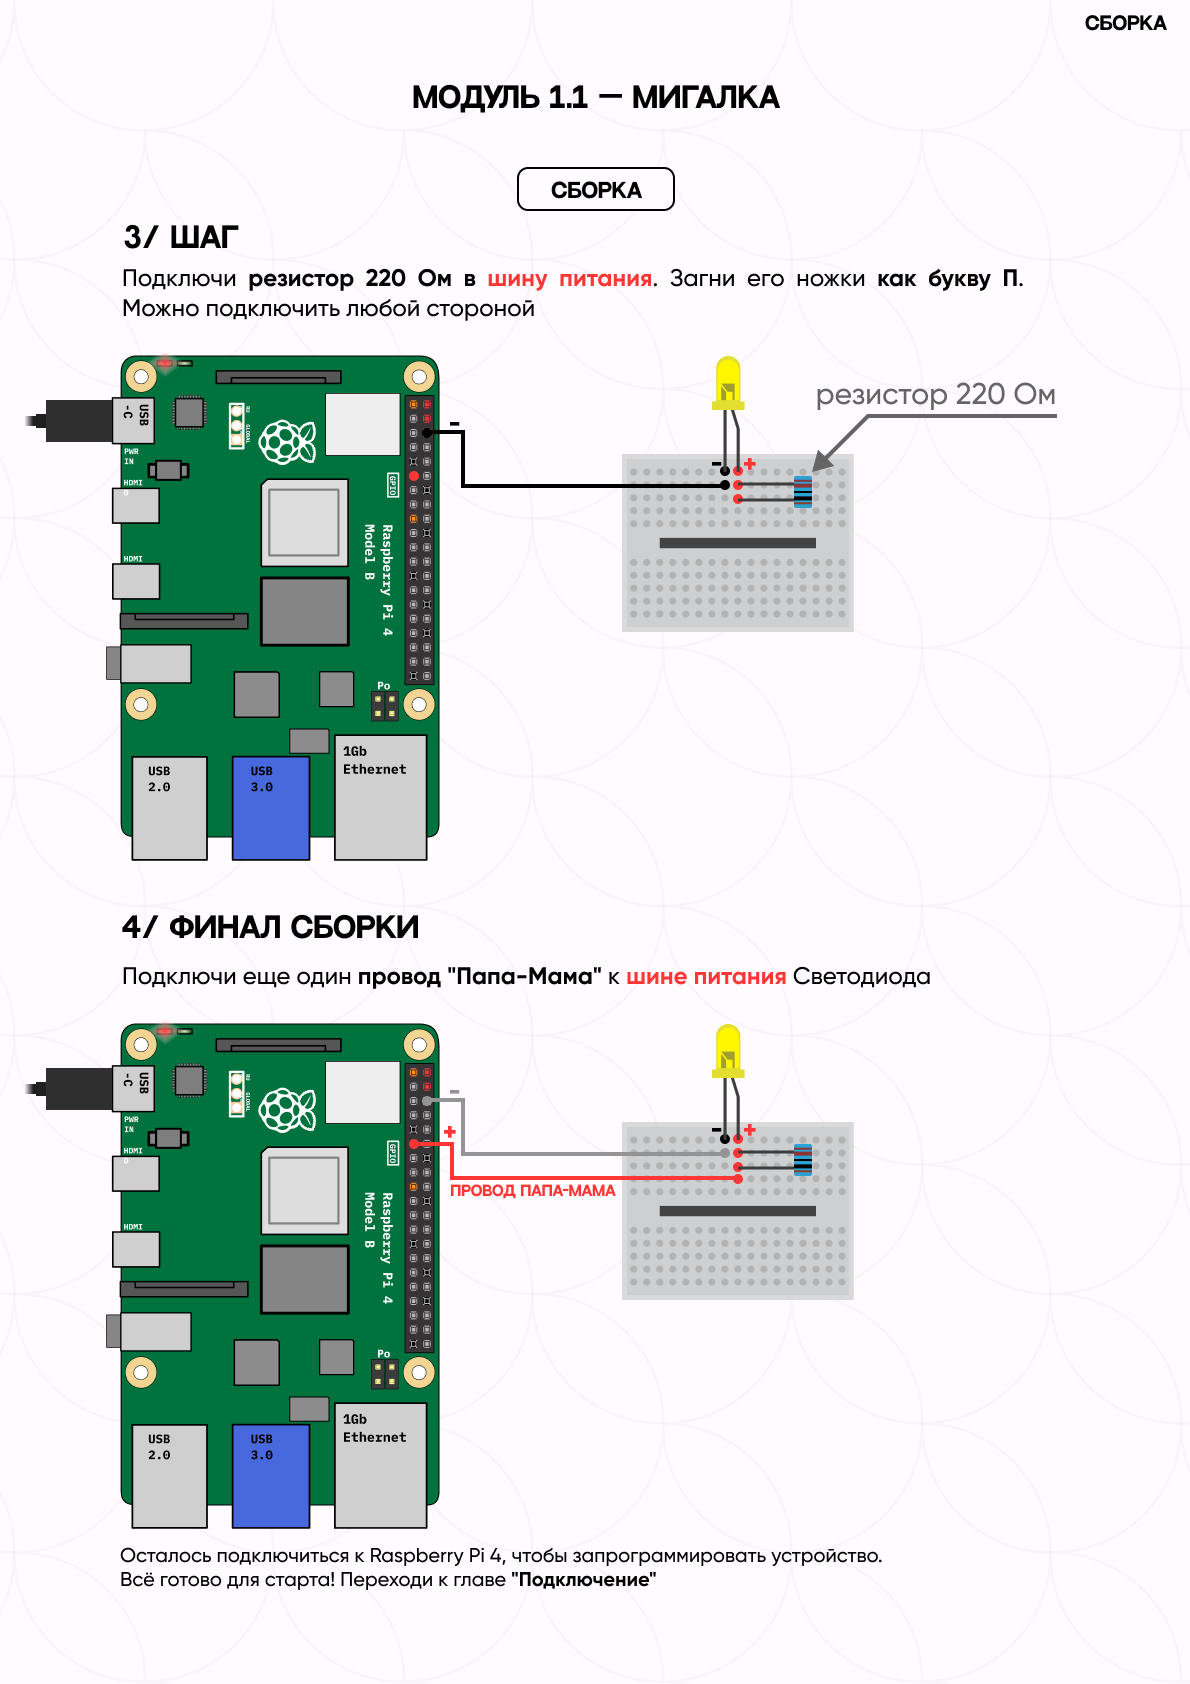 СБОРКА
МОДУЛЬ 1.1 — МИГАЛКА
СБОРКА
3/ ШАГ
Подключи резистор 220 Ом в шину питания. Загни его ножки как букву П.
Можно подключить любой стороной
USB
-C
PWR
IN
HDMI
0
HDMI
GLOBAL
GPIO
Raspberry Pi 4
Model B
Po
USB
2.0
USB
3.0
1Gb
Ethernet
-
- +
резистор 220 Ом
4/ ФИНАЛ СБОРКИ
Подключи еще один провод "Папа-Мама" к шине питания Светодиода
USB
-C
PWR
IN
HDMI
0
HDMI
GLOBAL
GPIO
Raspberry Pi 4
Model B
Po
USB
2.0
USB
3.0
1Gb
Ethernet
-
+
- +
ПРОВОД ПАПА-МАМА
Осталось подключиться к Raspberry Pi 4, чтобы запрограммировать устройство.
Всё готово для старта! Переходи к главе "Подключение"